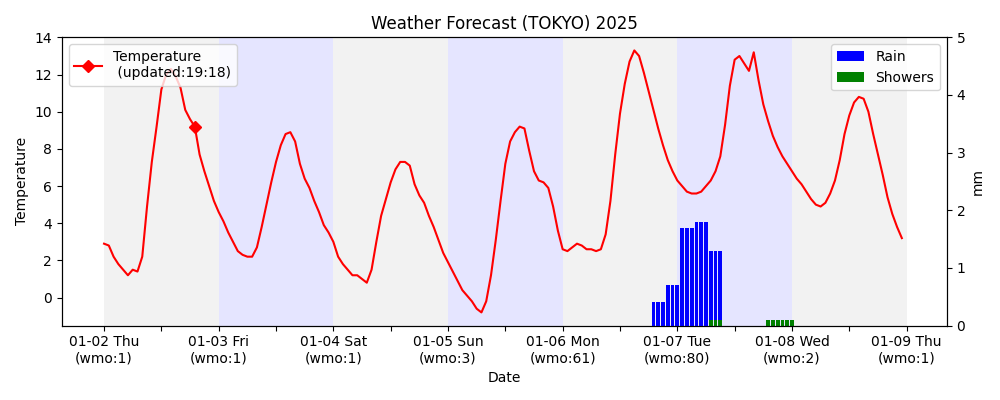 Weather Forecast (TOKYO) 2025
Temperature
(updated:19:18)
Rain
Showers
14
12
10
8
6
4
2
0
Temperature
5
4
3
2
1
0
mm
01-02 Thu
(wmo:1)
01-03 Fri
(wmo:1)
01-04 Sat
(wmo:1)
01-05 Sun
(wmo:3)
01-06 Mon
(wmo:61)
01-07 Tue
(wmo:80)
01-08 Wed
(wmo:2)
01-09 Thu
(wmo:1)
Date